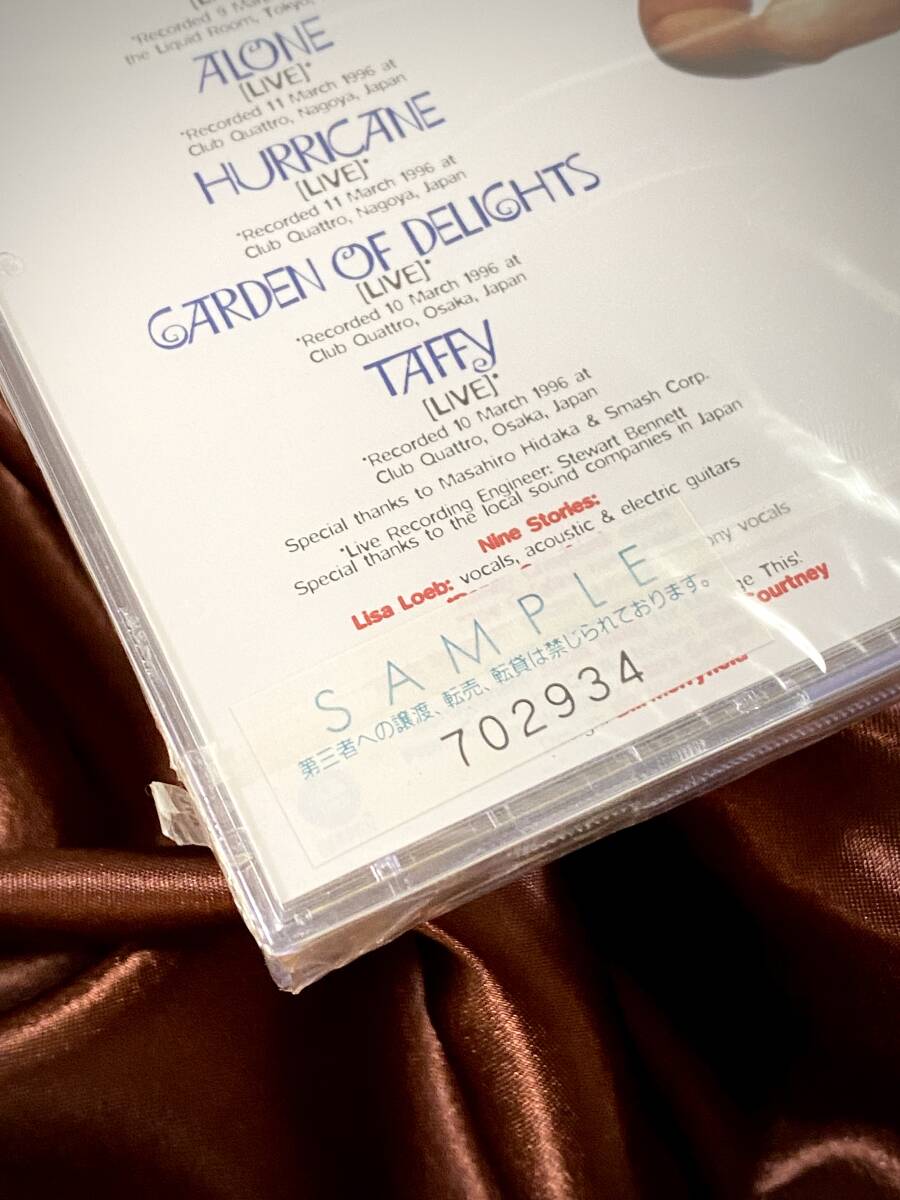 *Recorded 9 March
the Liquid Room, Tokyo,
ALONE
[LIVE]*
*Recorded 11 March 1996 at
Club Quattro, Nagoya, Japan
HURRICANE
[LIVE]*
*Recorded 11 March 1996 at
Club Quattro, Nagoya, Japan
GARDEN OF DELIGHTS
[LIVE]*
*Recorded 10 March 1996 at
Club Quattro, Osaka, Japan
TAFFY
[LIVE]*
*Recorded 10 March 1996 at
Club Quattro, Osaka, Japan
Special thanks to Masahiro Hidaka & Smash Corp.
*Live Recording Engineer: Stewart Bennett
Special thanks to the local sound companies in Japan
Nine Stories:
Lisa Loeb: vocals, acoustic & electric guitars
vocals
This!
SAMPLE
第三者への譲渡、転売、転貸は禁じられております。
702934